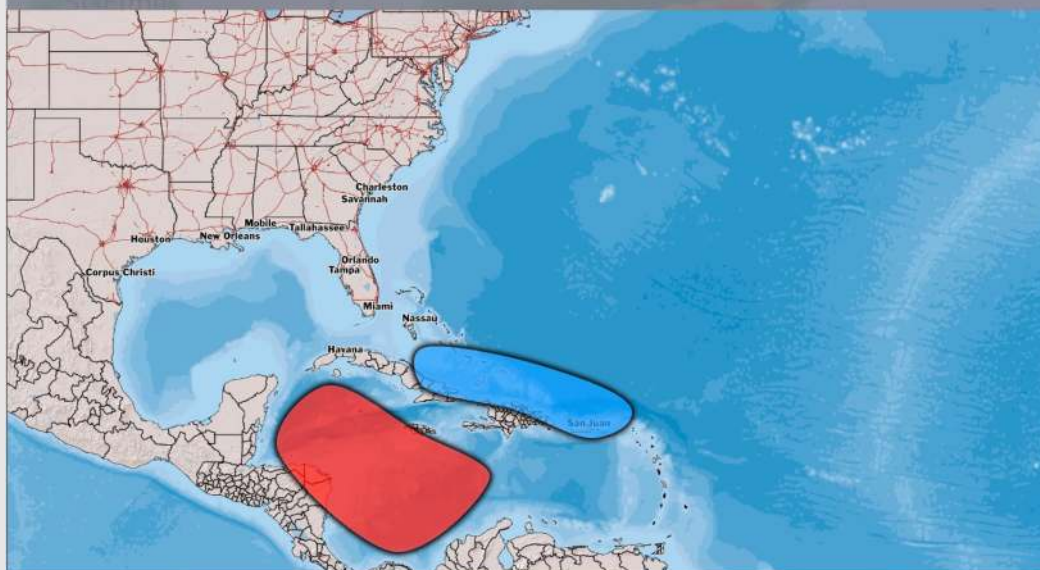 Charleston
Savannah
Mobile
Tallahassee
Houston
New Orleans
Orlando
Tampa
Corpus Christi
Miami
Nassau
Havana
San Juan